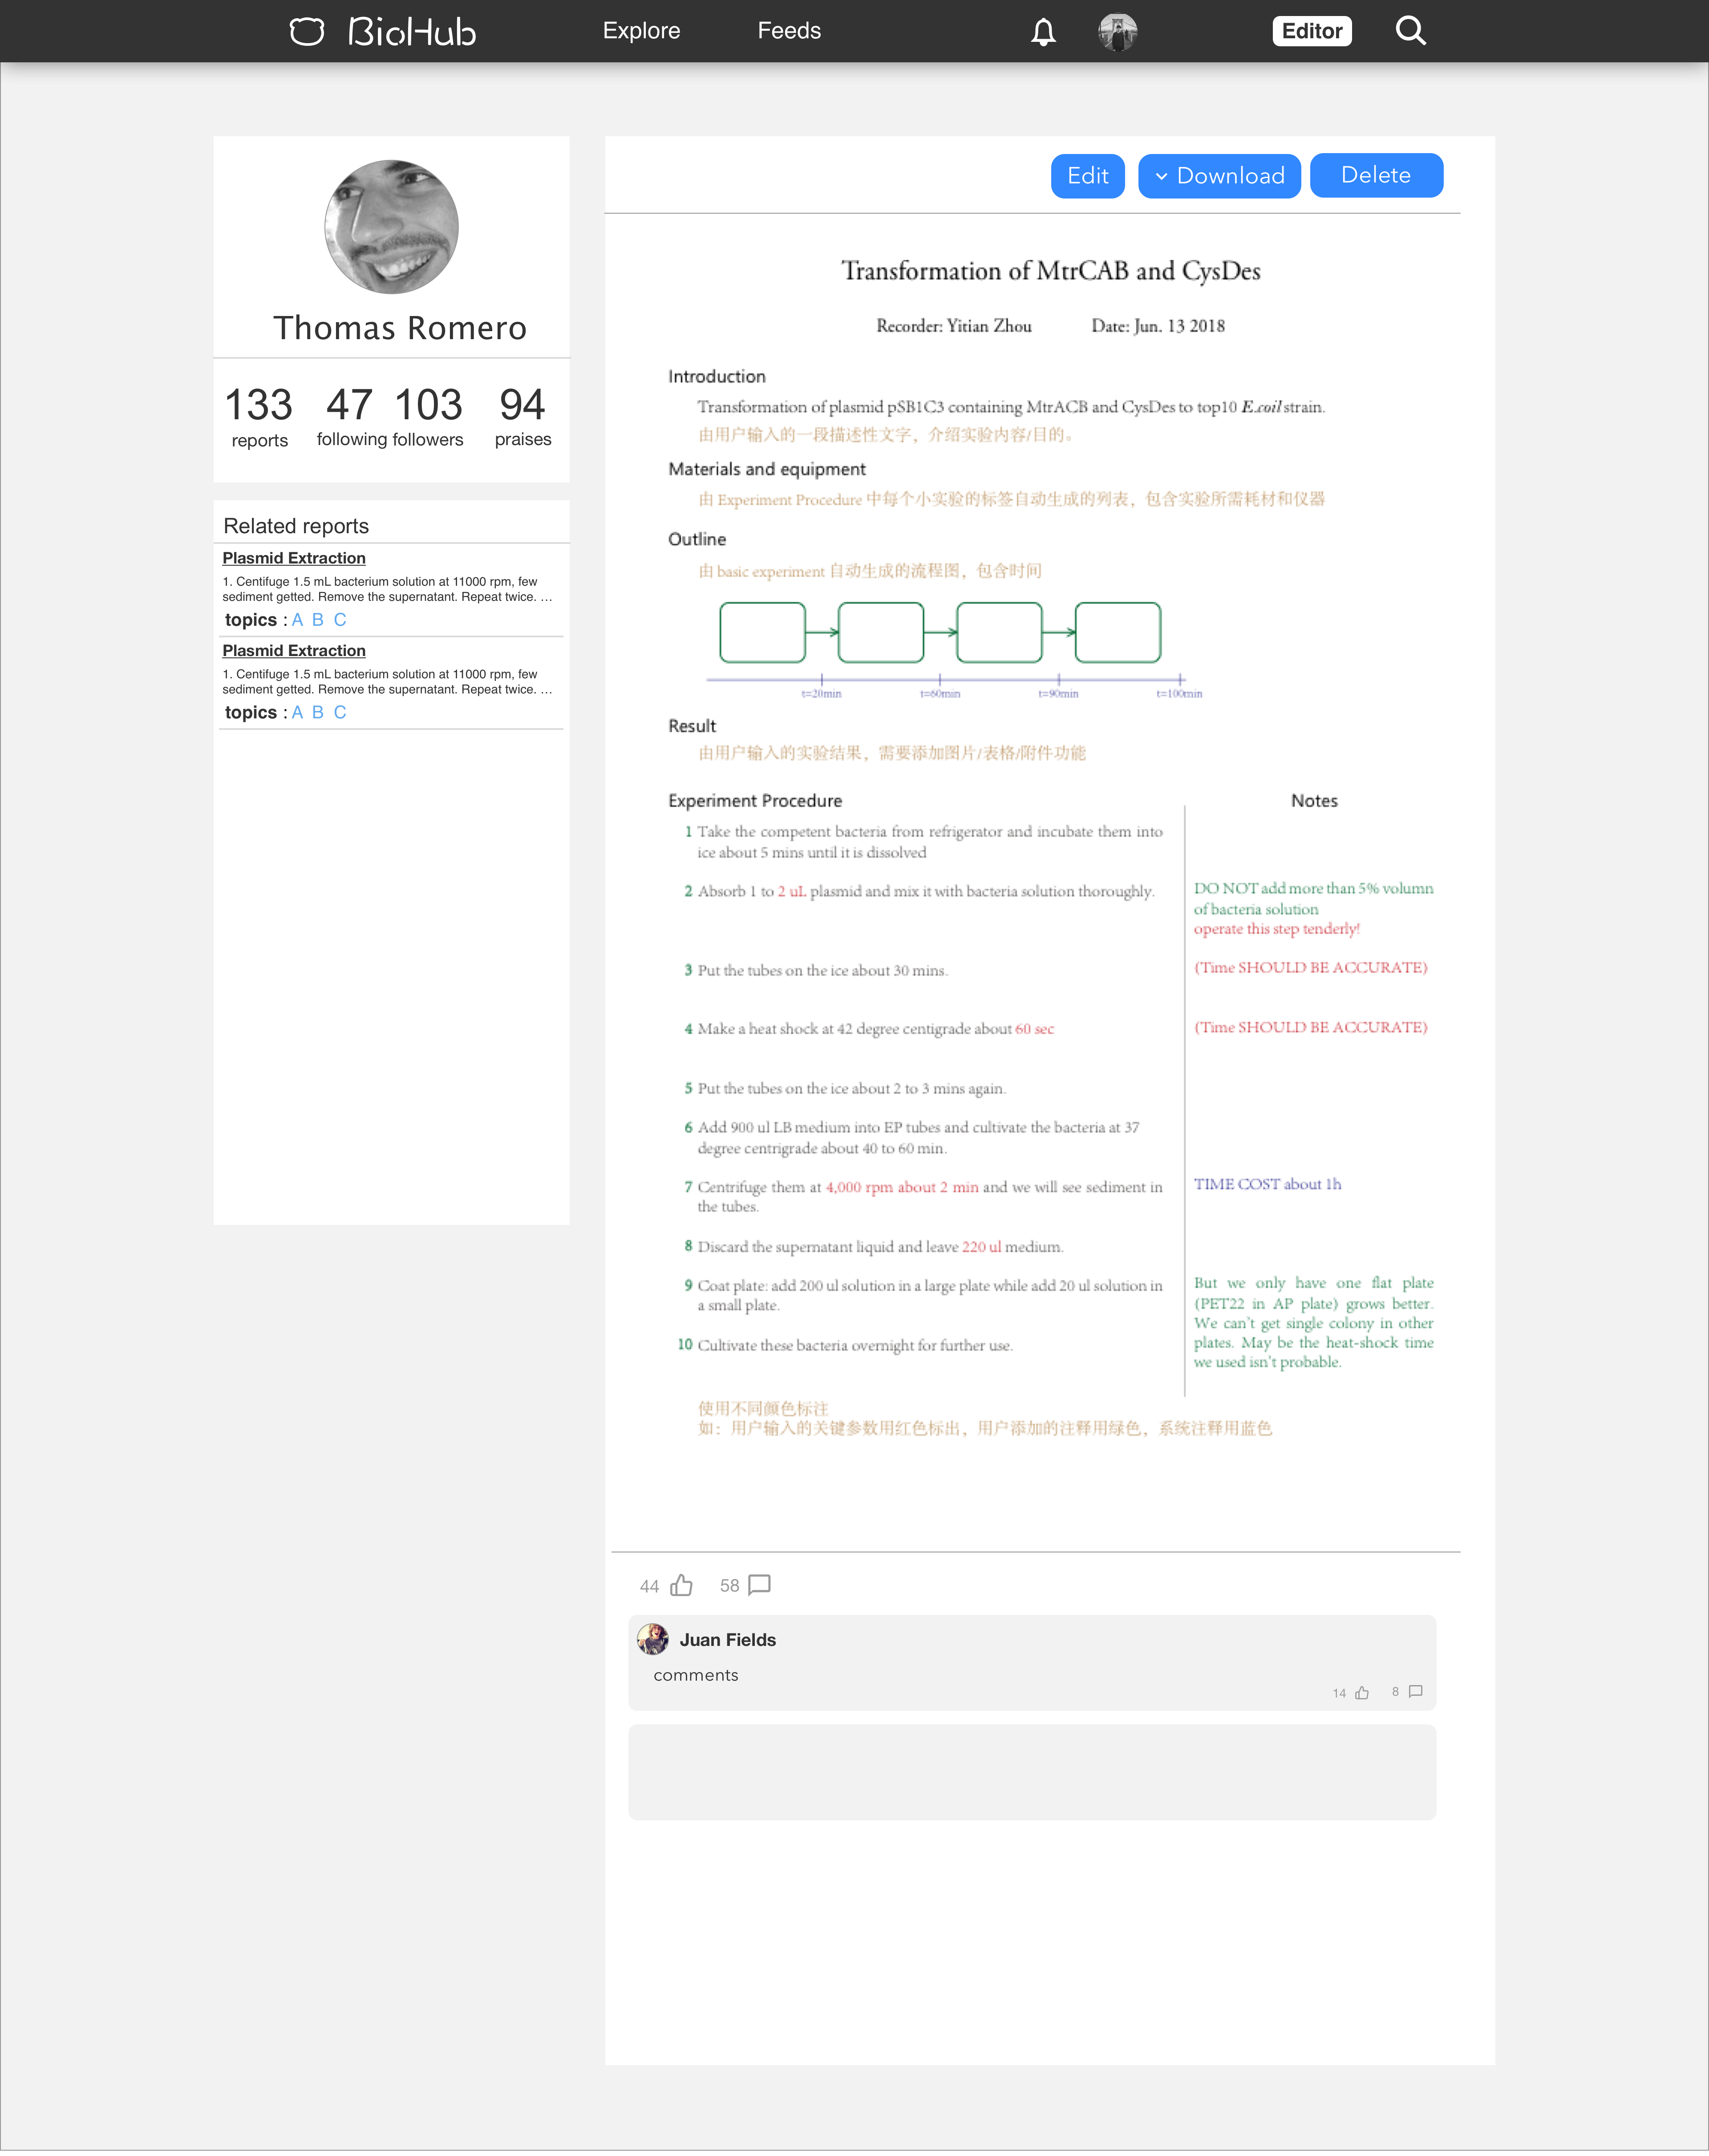 BioHub
Explore
Feeds
Editor
Thomas Romero
133 47 103 94
reports following followers praises
Related reports
Plasmid Extraction
1. Centifuge 1.5 mL bacterium solution at 11000 rpm, few
sediment getted. Remove the supernatant. Repeat twice. ...
topics : A B C
Plasmid Extraction
1. Centifuge 1.5 mL bacterium solution at 11000 rpm, few
sediment getted. Remove the supernatant. Repeat twice. ...
topics : A B C
Edit
Download
Delete
Transformation of MtrCAB and CysDes
Recorder: Yitian Zhou Date: Jun. 13 2018
Introduction
Transformation of plasmid pSB1C3 containing MtrACB and CysDes to top10 E.coil strain.
由用户输入的一段描述性文字，介绍实验内容/目的。
Materials and equipment
由 Experiment Procedure 中每个小实验的标签自动生成的列表，包含实验所需耗材和仪器
Outline
由 basic experiment 自动生成的流程图，包含时间
t=20min t=60min t=90min t=100min
Result
由用户输入的实验结果，需要添加图片/表格/附件功能
Experiment Procedure
1 Take the competent bacteria from refrigerator and incubate them into
ice about 5 mins until it is dissolved
2 Absorb 1 to 2 uL plasmid and mix it with bacteria solution thoroughly.
3 Put the tubes on the ice about 30 mins.
4 Make a heat shock at 42 degree centigrade about 60 sec
5 Put the tubes on the ice about 2 to 3 mins again.
6 Add 900 ul LB medium into EP tubes and cultivate the bacteria at 37
degree centrigrade about 40 to 60 min.
7 Centrifuge them at 4,000 rpm about 2 min and we will see sediment in
the tubes.
8 Discard the supernatant liquid and leave 220 ul medium.
9 Coat plate: add 200 ul solution in a large plate while add 20 ul solution in
a small plate.
10 Cultivate these bacteria overnight for further use.
Notes
DO NOT add more than 5% volumn
of bacteria solution
operate this step tenderly!
(Time SHOULD BE ACCURATE)
(Time SHOULD BE ACCURATE)
TIME COST about 1h
But we only have one flat plate
(PET22 in AP plate) grows better.
We can't get single colony in other
plates. May be the heat-shock time
we used isn't probable.
使用不同颜色标注
如：用户输入的关键参数用红色标出，用户添加的注释用绿色，系统注释用蓝色
44 58
Juan Fields
comments
14 8